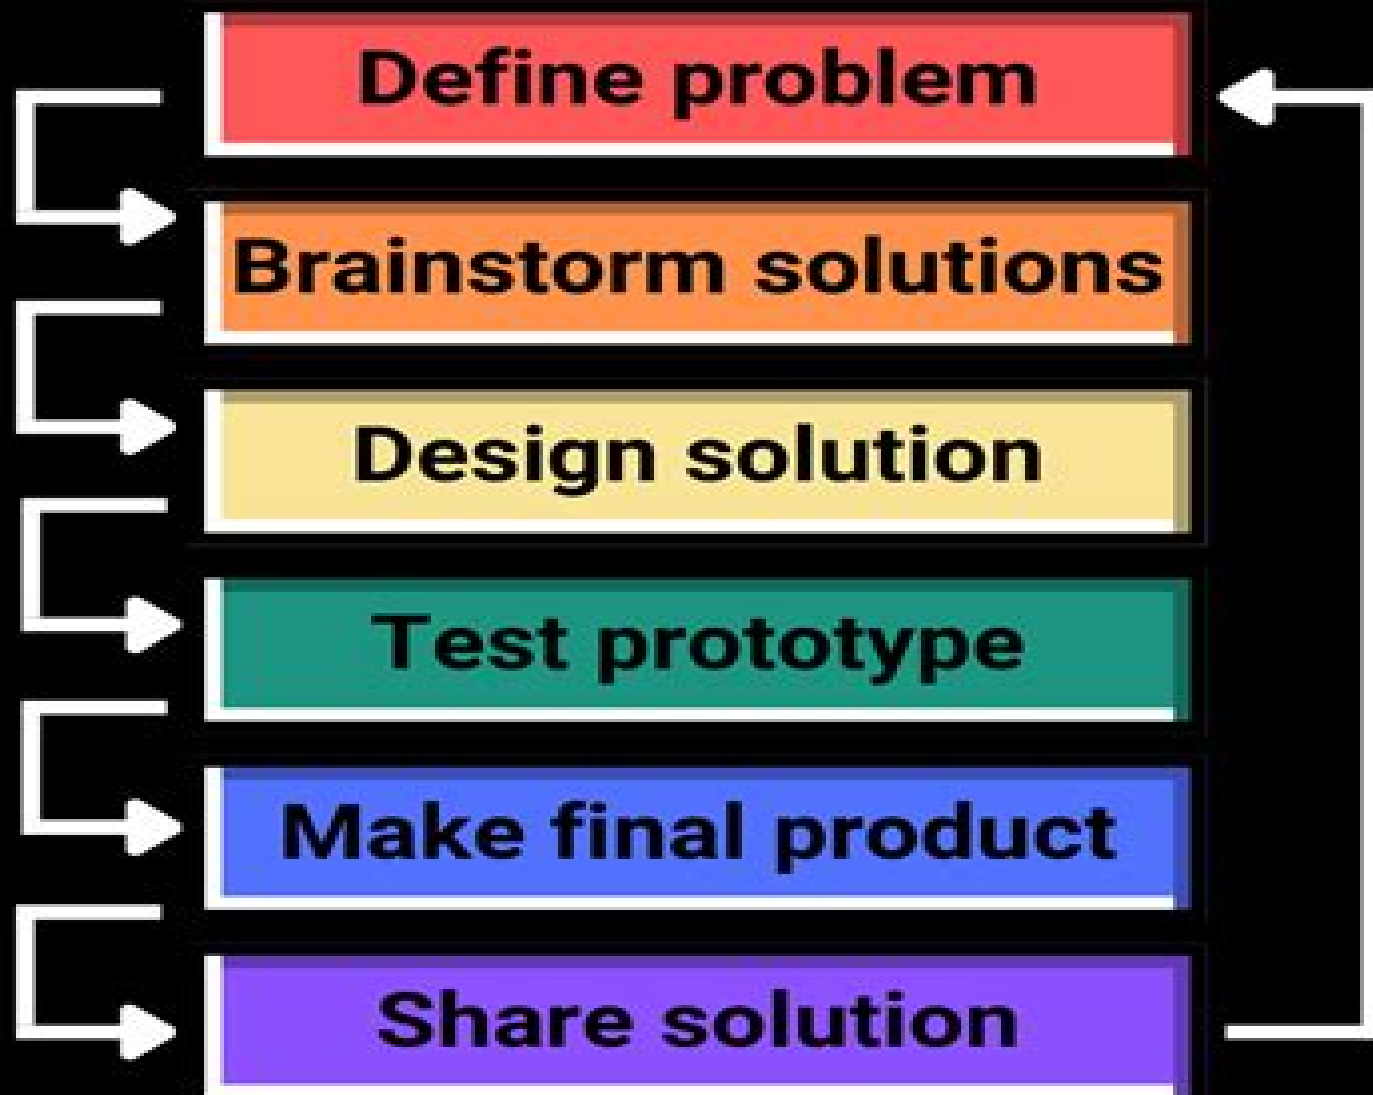 Define problem
Brainstorm solutions
Design solution
Test prototype
Make final product
Share solution